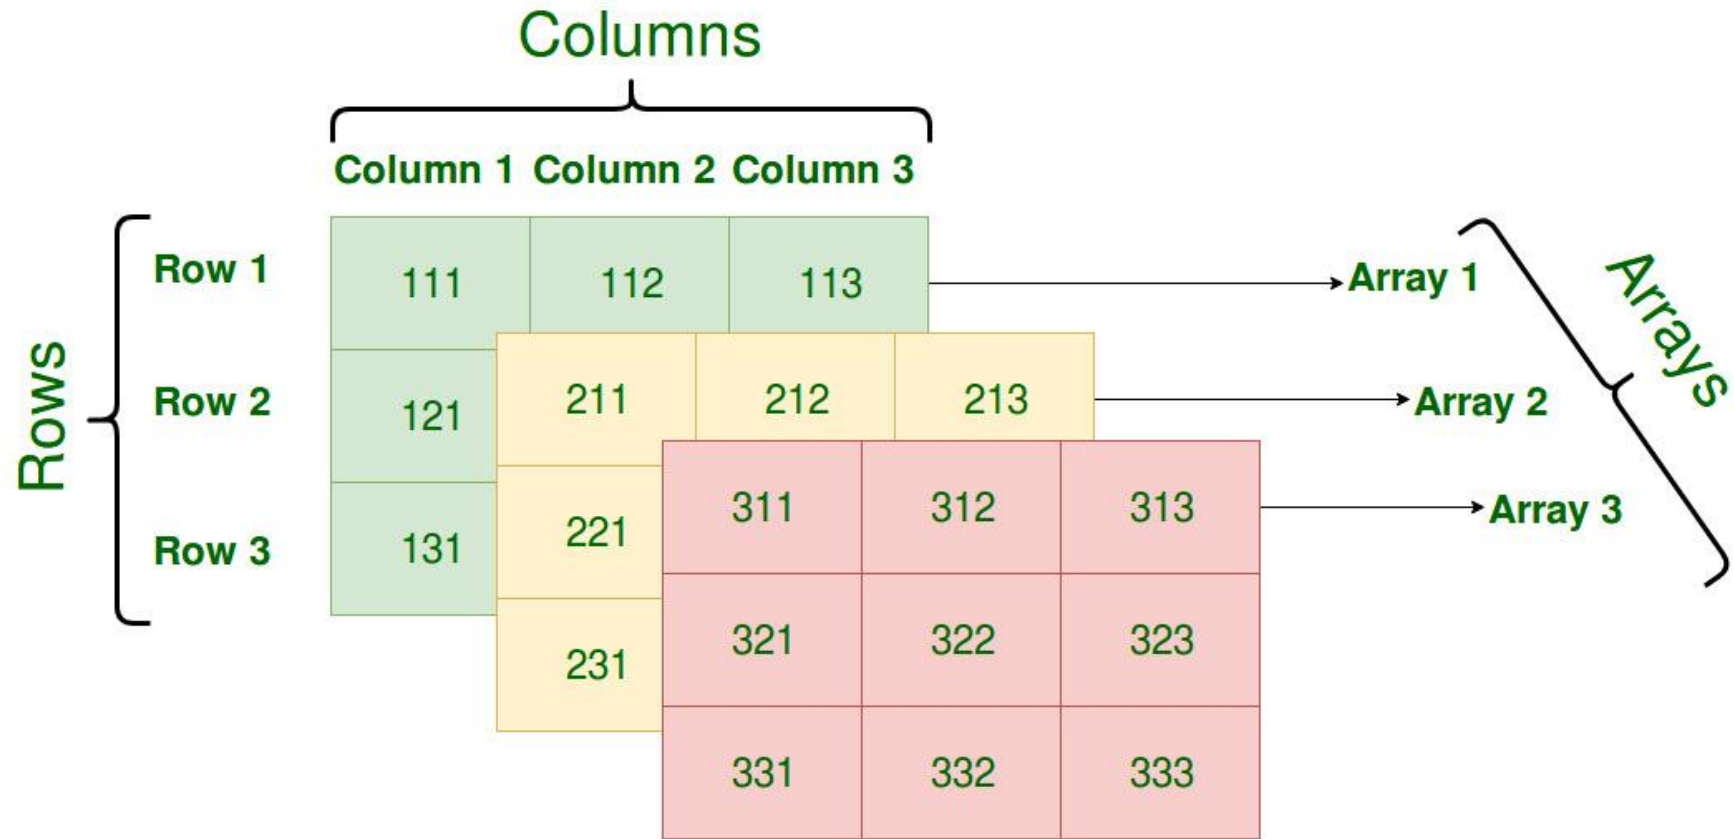 Columns
Column 1 Column 2 Column 3
Rows
Row 1
111 112 113
Array 1
Arrays
Row 2
121
211 212 213
Array 2
Row 3
131
221
311 312 313
Array 3
231
321 322 323
331 332 333